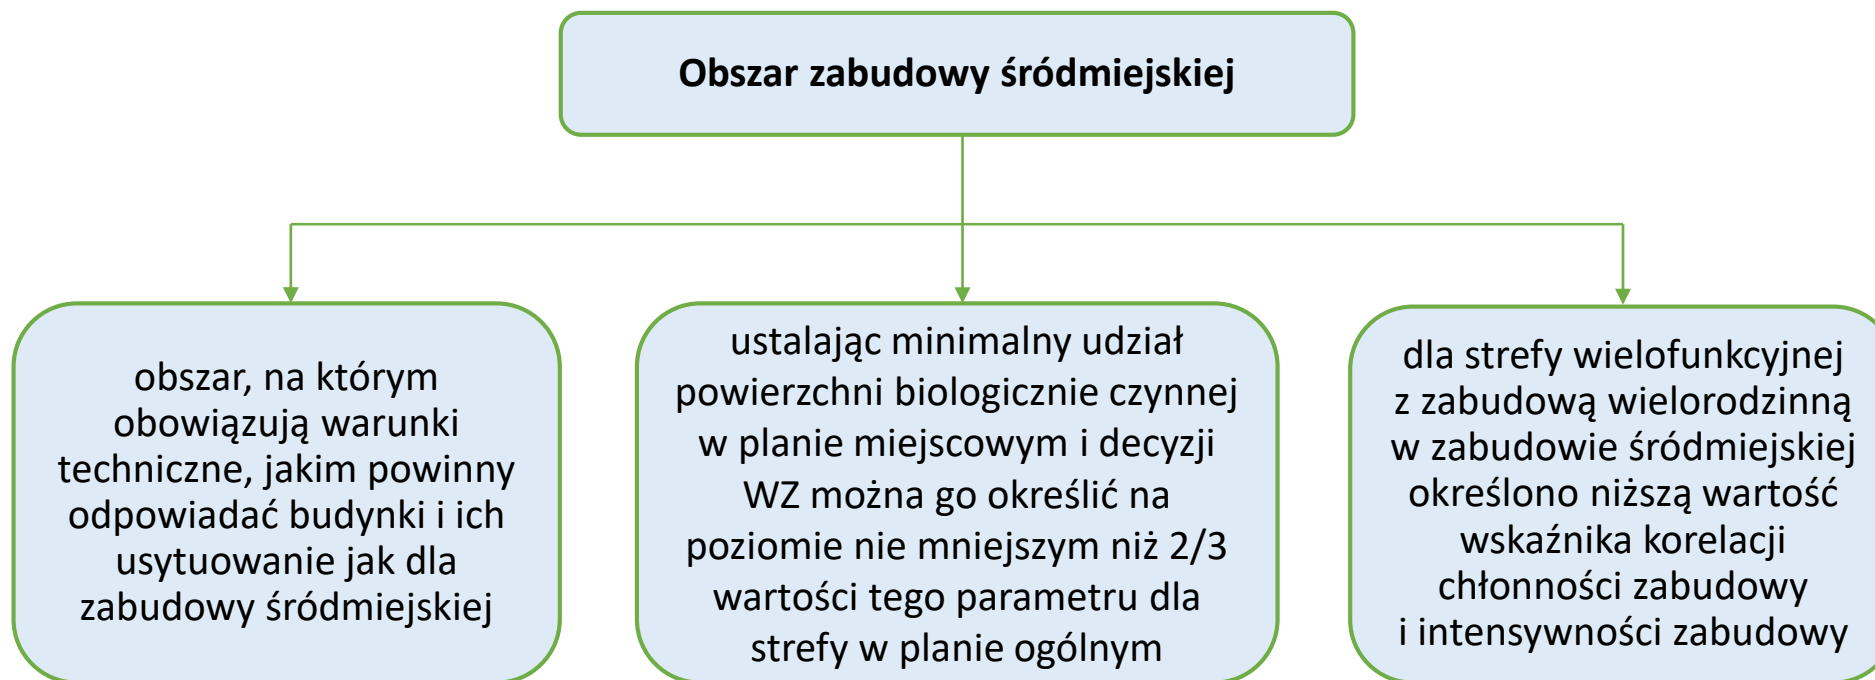 Obszar zabudowy śródmiejskiej
obszar, na którym
obowiązują warunki
techniczne, jakim powinny
odpowiadać budynki i ich
usytuowanie jak dla
zabudowy śródmiejskiej
ustalając minimalny udział
powierzchni biologicznie czynnej
w planie miejscowym i decyzji
WZ można go określić na
poziomie nie mniejszym niż 2/3
wartości tego parametru dla
strefy w planie ogólnym
dla strefy wielofunkcyjnej
z zabudową wielorodzinną
w zabudowie śródmiejskiej
określono niższą wartość
wskaźnika korelacji
chłonności zabudowy
i intensywności zabudowy